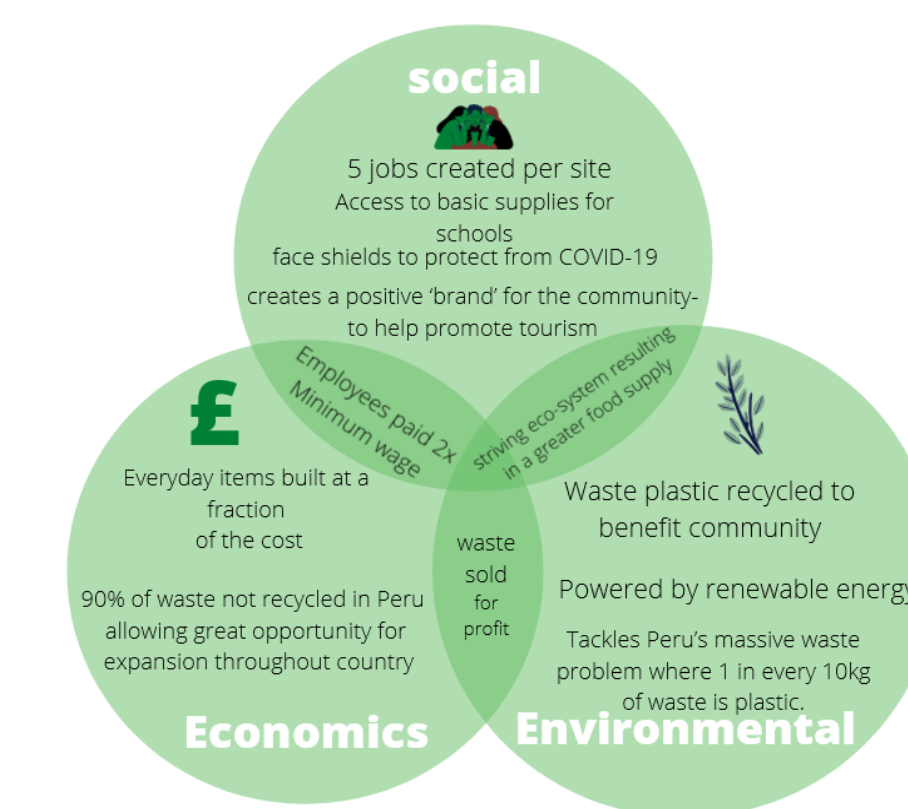 social
5 jobs created per site
Access to basic supplies for
schools
face shields to protect from COVID-19
creates a positive ‘brand’ for the community-
to help promote tourism
Employees paid 2x
Minimum wage
striving eco-system resulting
in a greater food supply
£
Everyday items built at a
fraction
of the cost
90% of waste not recycled in Peru
allowing great opportunity for
expansion throughout country
Economics
waste
sold
for
profit
Waste plastic recycled to
benefit community
Powered by renewable energy
Tackles Peru’s massive waste
problem where 1 in every 10kg
of waste is plastic.
Environmental